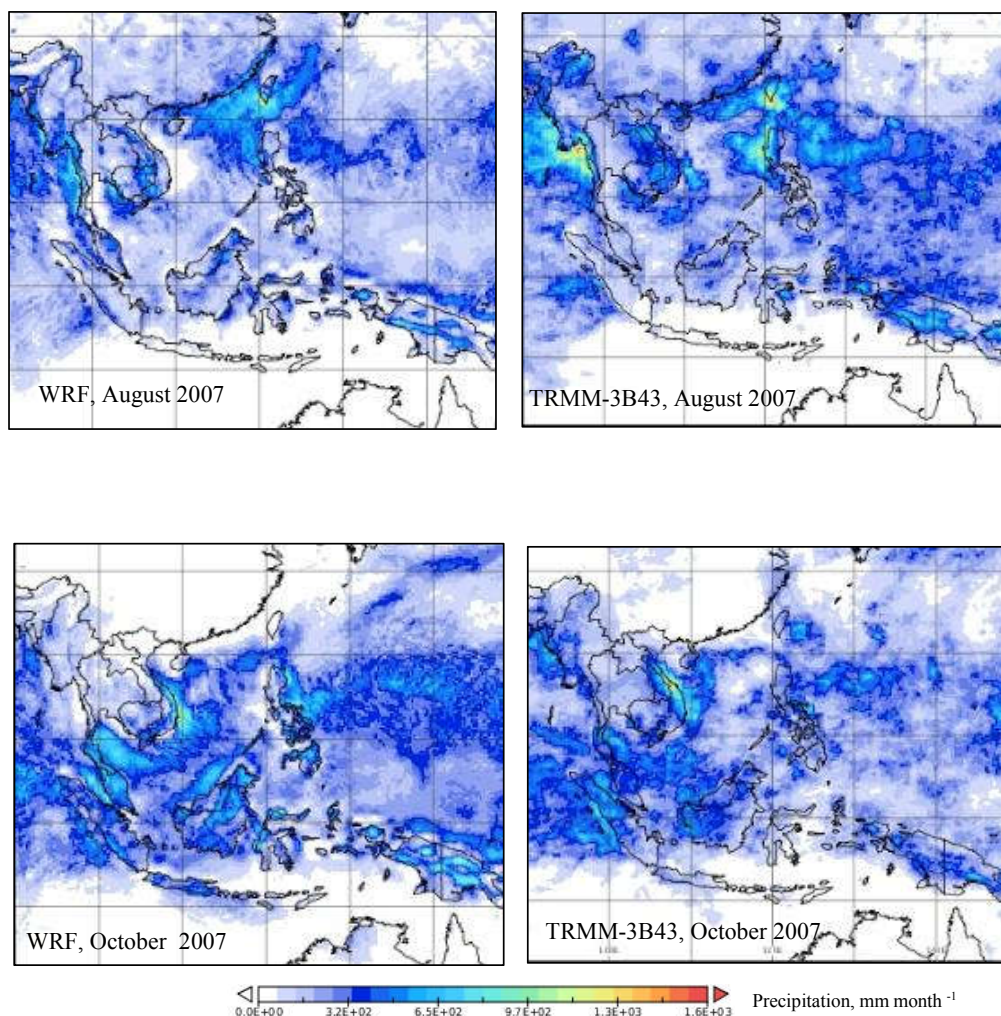 WRF, August 2007
TRMM-3B43, August 2007
WRF, October 2007
TRMM-3B43, October 2007
0.0E+00 3.2E+02 6.5E+02 9.7E+02 1.3E+03 1.6E+03
Precipitation, mm month -1